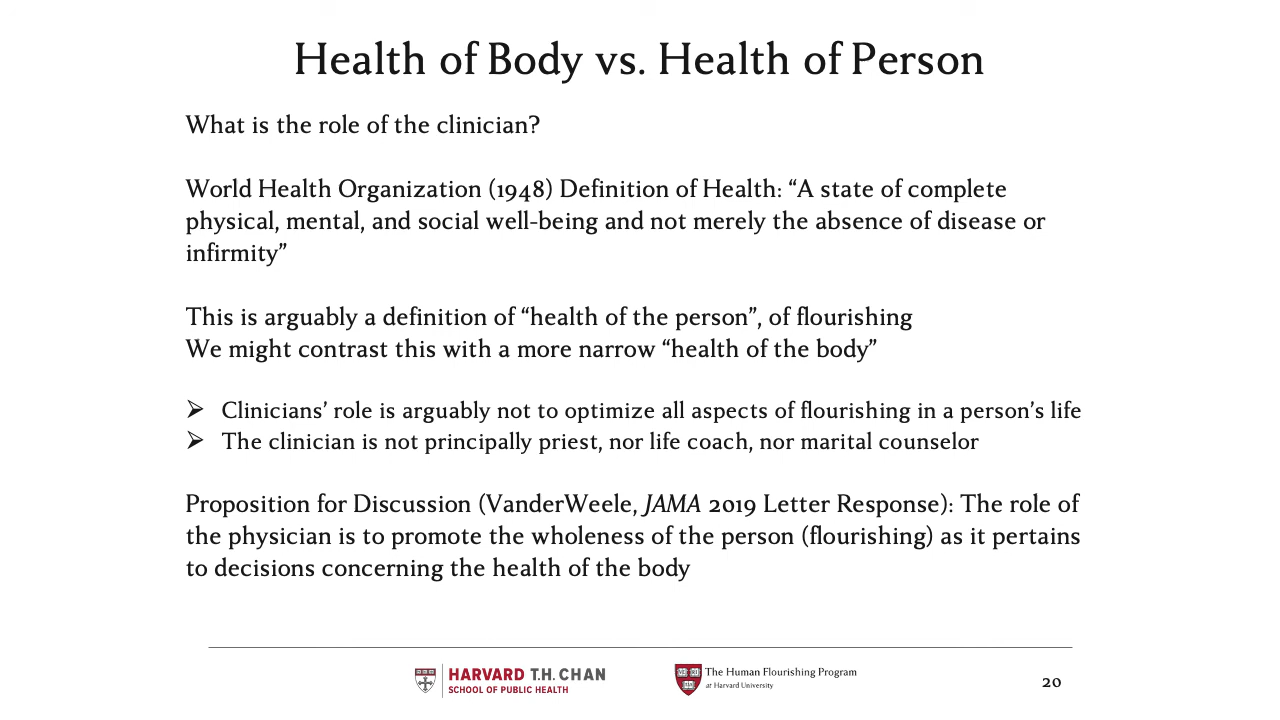 Health of Body vs. Health of Person
What is the role of the clinician?
World Health Organization (1948) Definition of Health: “A state of complete
physical, mental, and social well-being and not merely the absence of disease or
infirmity”
This is arguably a definition of “health of the person”, of flourishing
We might contrast this with a more narrow “health of the body”
➢ Clinicians’ role is arguably not to optimize all aspects of flourishing in a person’s life
➢ The clinician is not principally priest, nor life coach, nor marital counselor
Proposition for Discussion (VanderWeele, JAMA 2019 Letter Response): The role of
the physician is to promote the wholeness of the person (flourishing) as it pertains
to decisions concerning the health of the body
HARVARD T.H. CHAN
SCHOOL OF PUBLIC HEALTH
The Human Flourishing Program
at Harvard University
20